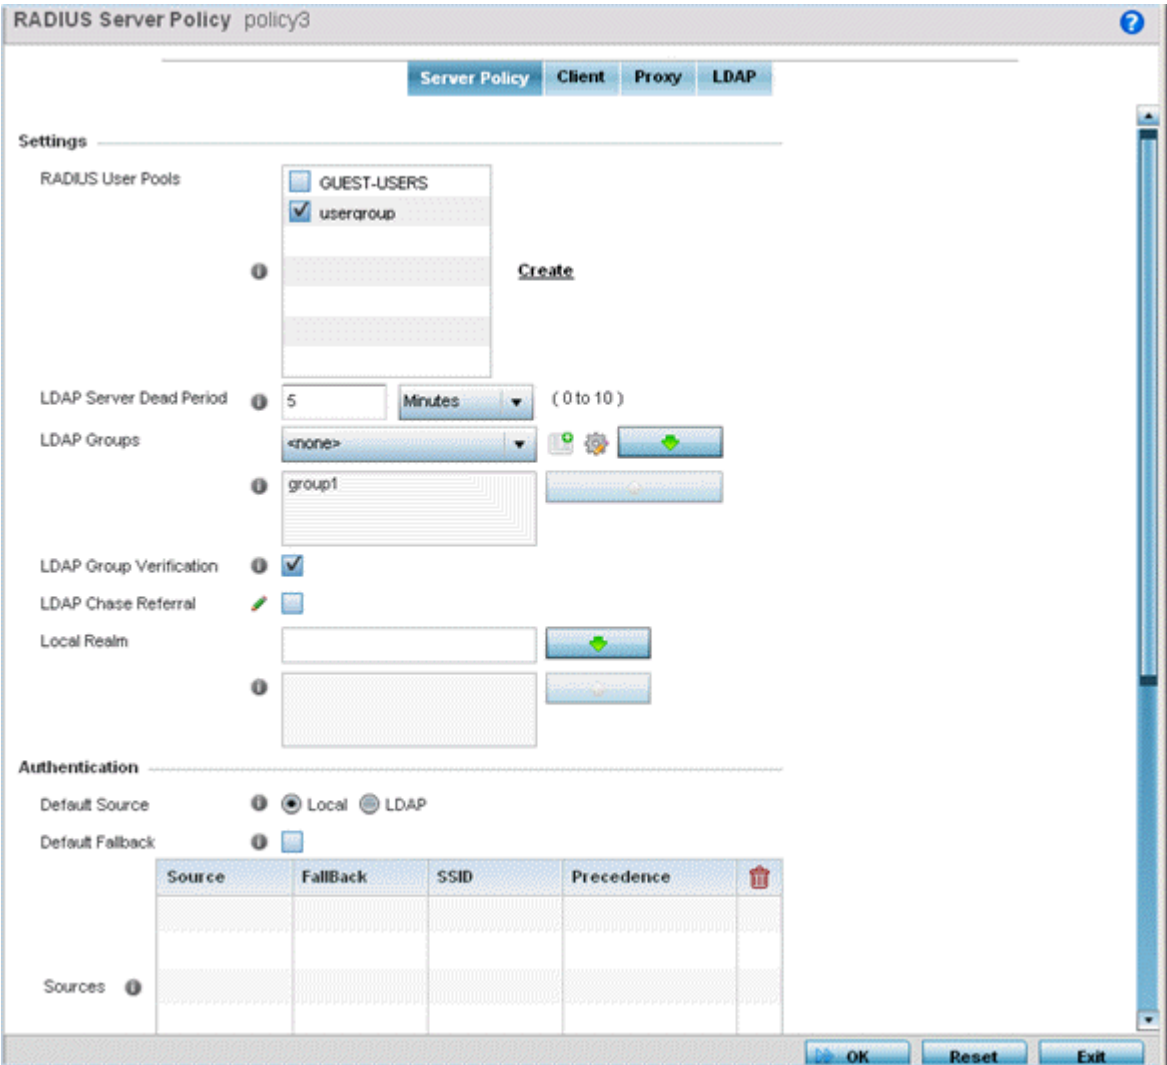 RADIUS Server Policy policy3 ?
Server Policy Client Proxy LDAP
Settings
RADIUS User Pools
GUEST-USERS
usergroup
Create
LDAP Server Dead Period 5 Minutes ( 0 to 10 )
LDAP Groups <none>
group1
LDAP Group Verification
LDAP Chase Referral
Local Realm
Authentication
Default Source Local LDAP
Default Fallback
Source FallBack SSID Precedence
Sources
OK Reset Exit